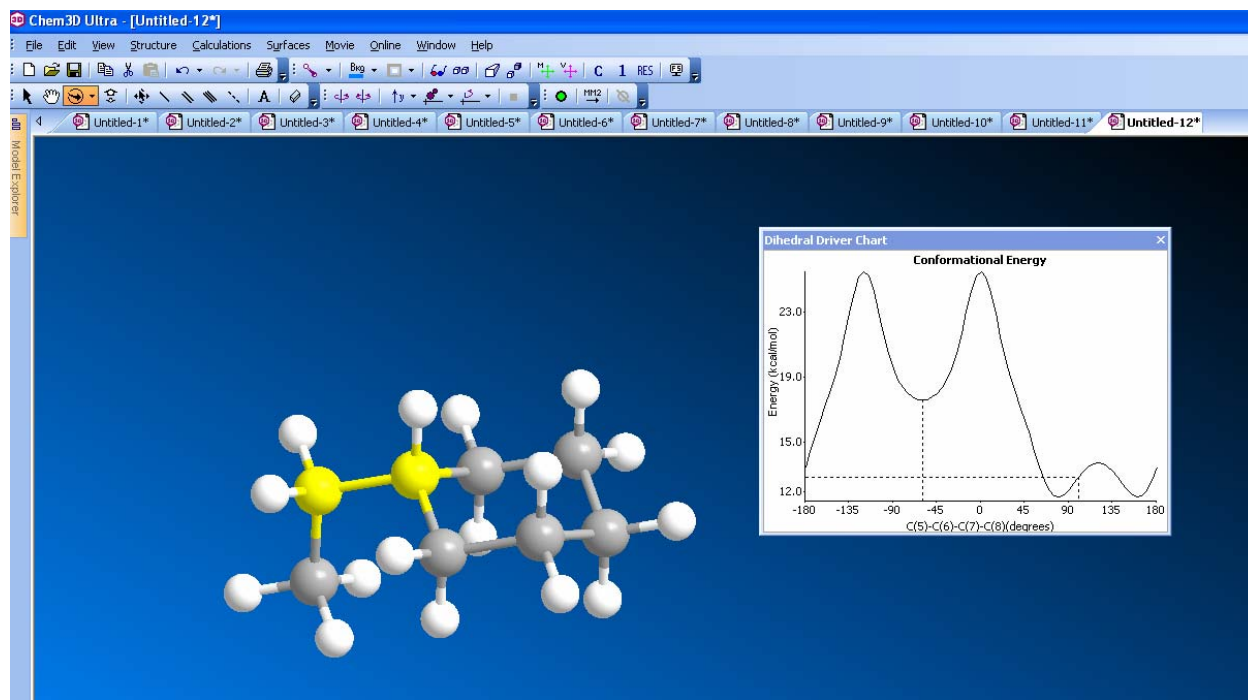 Chem3D Ultra - [Untitled-12*]
File Edit View Structure Calculations Surfaces Movie Online Window Help
Bkg M V C 1 RES F5
A y MM2
Untitled-1* Untitled-2* Untitled-3* Untitled-4* Untitled-5* Untitled-6* Untitled-7* Untitled-8* Untitled-9* Untitled-10* Untitled-11* Untitled-12*
Model Explorer
Dihedral Driver Chart
Conformational Energy
Energy (kcal/mol)
23.0
19.0
15.0
12.0
-180 -135 -90 -45 0 45 90 135 180
C(5)-C(6)-C(7)-C(8)(degrees)